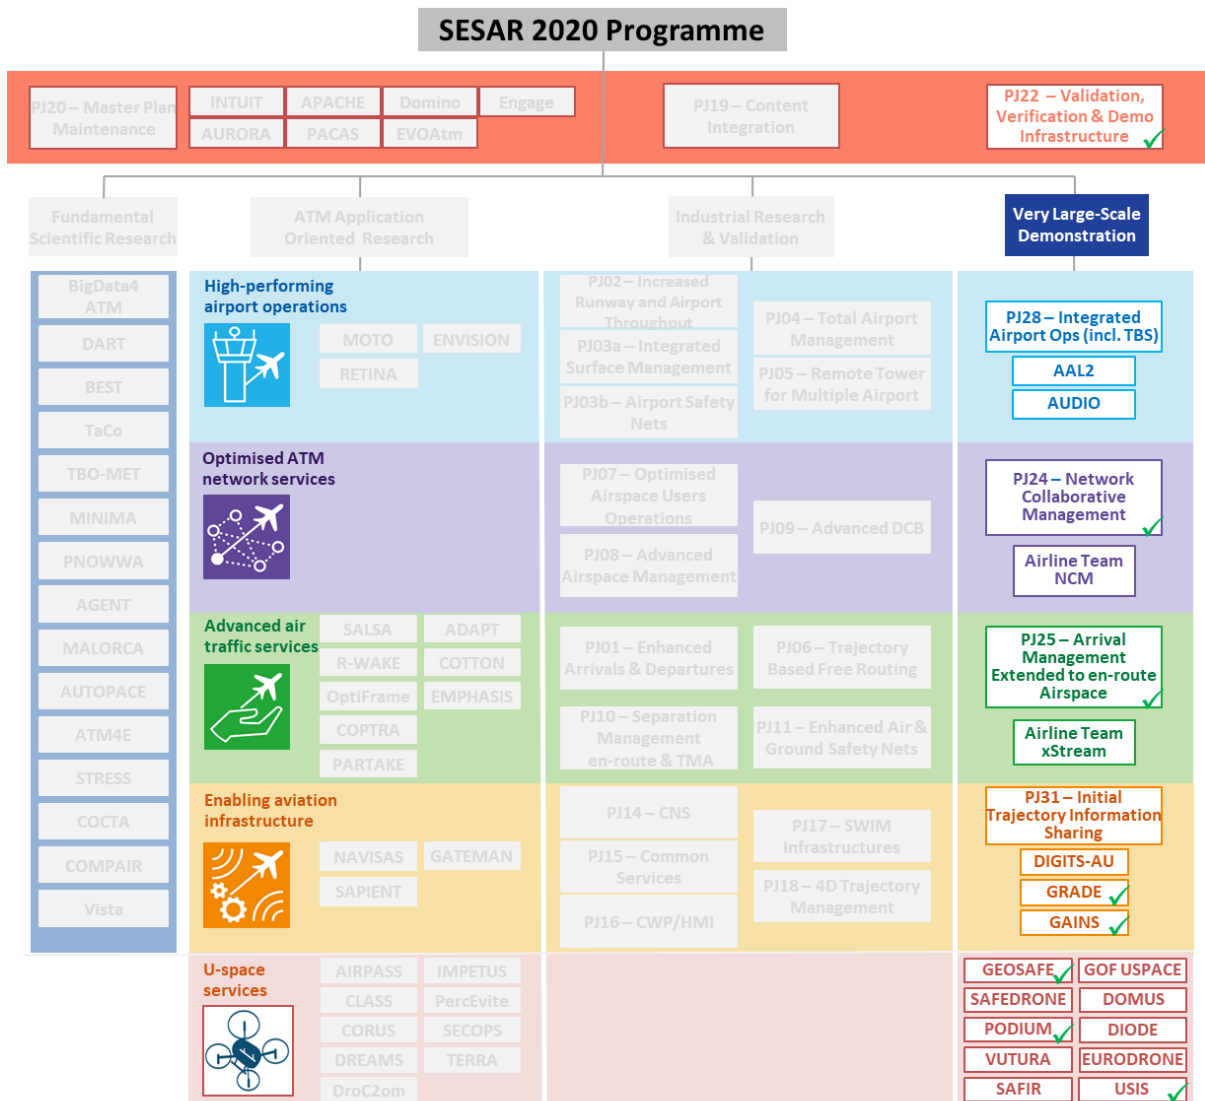 SESAR 2020 Programme
PJ20 – Master Plan
Maintenance
INTUIT
APACHE
Domino
Engage
AURORA
PACAS
EVOAtm
PJ19 – Content
Integration
PJ22 – Validation,
Verification & Demo
Infrastructure
Fundamental
Scientific Research
ATM Application
Oriented Research
Industrial Research
& Validation
Very Large-Scale
Demonstration
BigData4
ATM
DART
BEST
TaCo
TBO-MET
MINIMA
PNOWWA
AGENT
MALORCA
AUTOPACE
ATM4E
STRESS
COCTA
COMPAIR
Vista
High-performing
airport operations
MOTO
ENVISION
RETINA
PJ02 – Increased
Runway and Airport
Throughput
PJ03a – Integrated
Surface Management
PJ03b – Airport Safety
Nets
PJ04 – Total Airport
Management
PJ05 – Remote Tower
for Multiple Airport
PJ28 – Integrated
Airport Ops (incl. TBS)
AAL2
AUDIO
Optimised ATM
network services
PJ07 – Optimised
Airspace Users
Operations
PJ08 – Advanced
Airspace Management
PJ09 – Advanced DCB
PJ24 – Network
Collaborative
Management
Airline Team
NCM
Advanced air
traffic services
SALSA
ADAPT
R-WAKE
COTTON
OptiFrame
EMPHASIS
COPTRA
PARTAKE
PJ01 – Enhanced
Arrivals & Departures
PJ06 – Trajectory
Based Free Routing
PJ10 – Separation
Management
en-route & TMA
PJ11 – Enhanced Air &
Ground Safety Nets
PJ25 – Arrival
Management
Extended to en-route
Airspace
Airline Team
xStream
Enabling aviation
infrastructure
NAVISAS
GATEMAN
SAPIENT
PJ14 – CNS
PJ15 – Common
Services
PJ16 – CWP/HMI
PJ17 – SWIM
Infrastructures
PJ18 – 4D Trajectory
Management
PJ31 – Initial
Trajectory Information
Sharing
DIGITS-AU
GRADE
GAINS
U-space
services
AIRPASS
IMPETUS
CLASS
PercEvite
CORUS
SECOPS
DREAMS
TERRA
DroC2om
GEOSAFE
GOF USPACE
SAFEDRONE
DOMUS
PODIUM
DIODE
VUTURA
EURODRONE
SAFIR
USIS